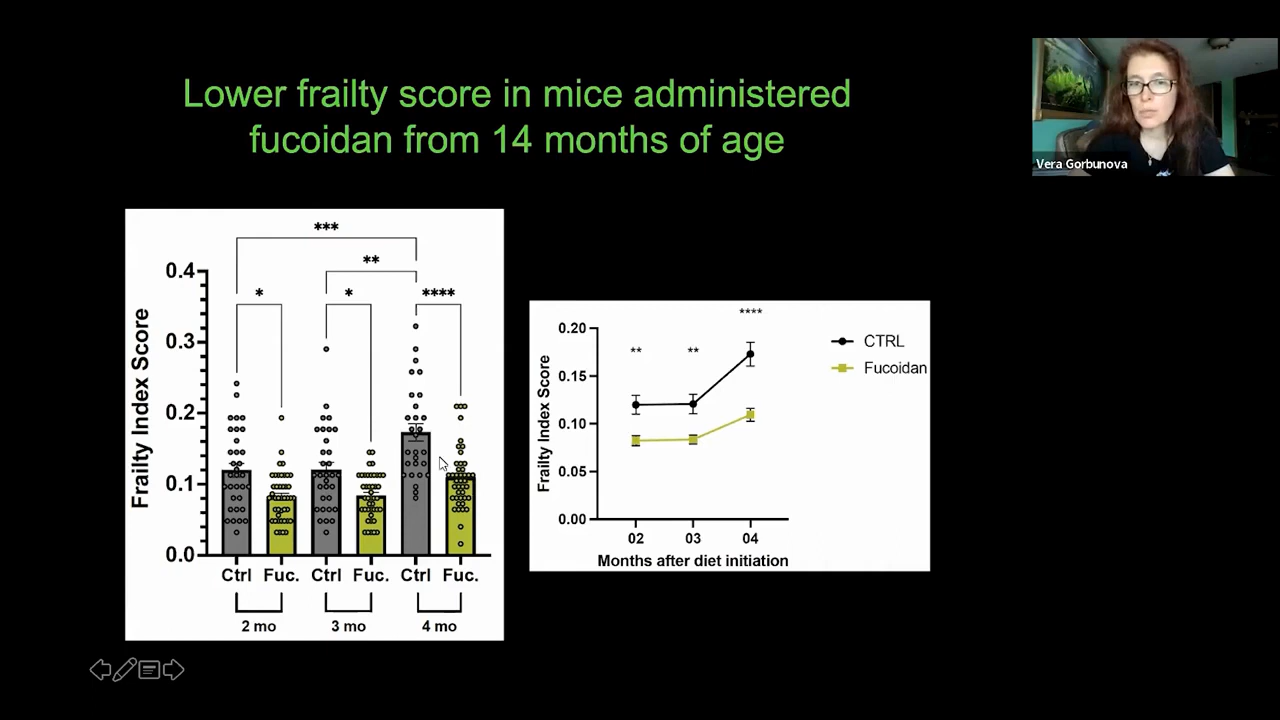 Lower frailty score in mice administered
fucoidan from 14 months of age
Vera Gorbunova
***
**
* * ****
0.4
0.3
0.2
0.1
0.0
Frailty Index Score
Ctrl Fuc. Ctrl Fuc. Ctrl Fuc.
2 mo 3 mo 4 mo
****
** **
0.20
0.15
0.10
0.05
0.00
Frailty Index Score
02 03 04
Months after diet initiation
CTRL
Fucoidan